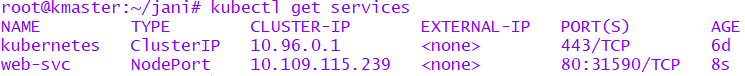 root@kmaster:~/jani# kubectl get services
NAME TYPE CLUSTER-IP EXTERNAL-IP PORT(S) AGE
kubernetes ClusterIP 10.96.0.1 <none> 443/TCP 6d
web-svc NodePort 10.109.115.239 <none> 80:31590/TCP 8s